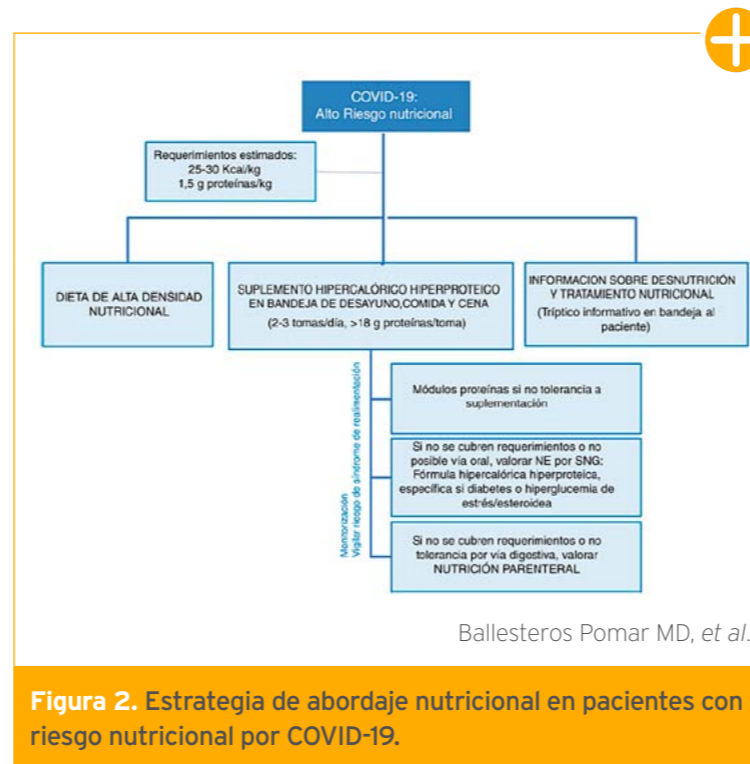 COVID-19:
Alto Riesgo nutricional
Requerimientos estimados:
25-30 Kcal/kg
1,5 g proteínas/kg
DIETA DE ALTA DENSIDAD
NUTRICIONAL
SUPLEMENTO HIPERCALÓRICO HIPERPROTEICO
EN BANDEJA DE DESAYUNO,COMIDA Y CENA
(2-3 tomas/día, >18 g proteínas/toma)
INFORMACION SOBRE DESNUTRICIÓN
Y TRATAMIENTO NUTRICIONAL
(Tríptico informativo en bandeja al
paciente)
Monitorización
Vigilar riesgo de síndrome de realimentación
Módulos proteínas si no tolerancia a
suplementación
Si no se cubren requerimientos o no
posible vía oral, valorar NE por SNG:
Fórmula hipercalórica hiperproteica,
específica si diabetes o hiperglucemia de
estrés/esteroidea
Si no se cubren requerimientos o no
tolerancia por vía digestiva, valorar
NUTRICIÓN PARENTERAL
Ballesteros Pomar MD, et al.
Figura 2. Estrategia de abordaje nutricional en pacientes con
riesgo nutricional por COVID-19.